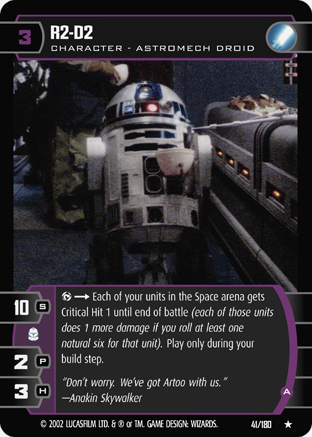 3
R2-D2
CHARACTER - ASTROMECH DROID
10 S
2 P
3 H
→ Each of your units in the Space arena gets
Critical Hit 1 until end of battle (each of those units
does 1 more damage if you roll at least one
natural six for that unit). Play only during your
build step.
“Don’t worry. We’ve got Artoo with us.”
—Anakin Skywalker
A
© 2002 LUCASFILM LTD. & ® or TM. GAME DESIGN: WIZARDS.
41/180 ★